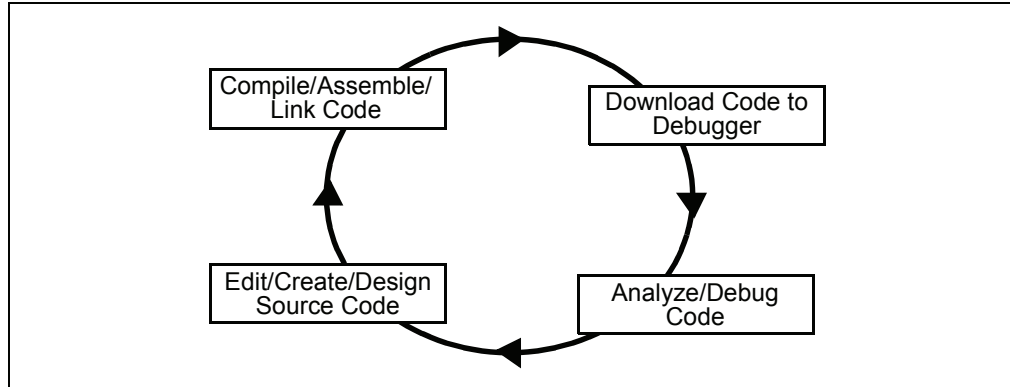 Compile/Assemble/
Link Code
Download Code to
Debugger
Edit/Create/Design
Source Code
Analyze/Debug
Code